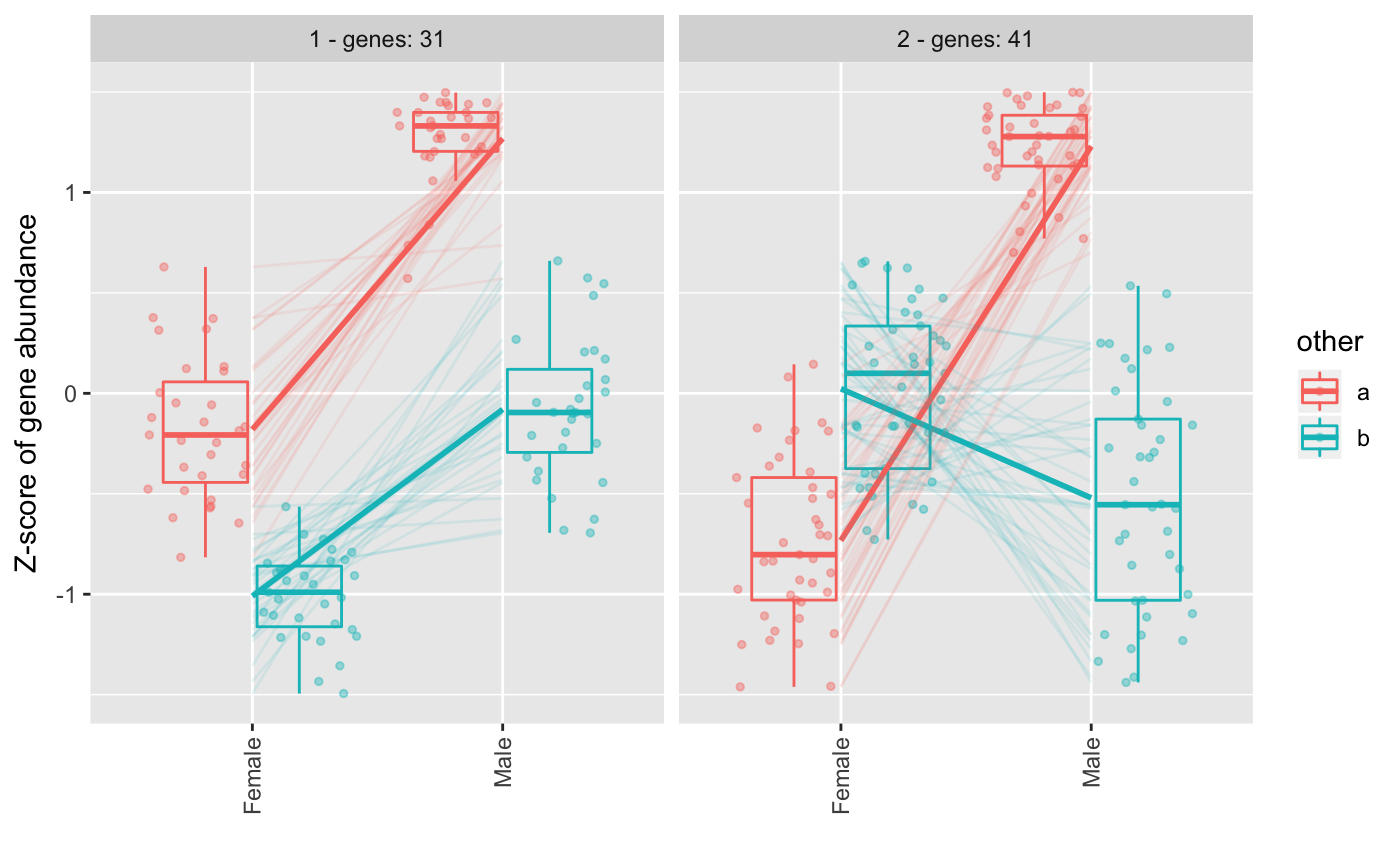 1 - genes: 31
2 - genes: 41
Z-score of gene abundance
1
0
-1
Female
Male
Female
Male
other
a
b